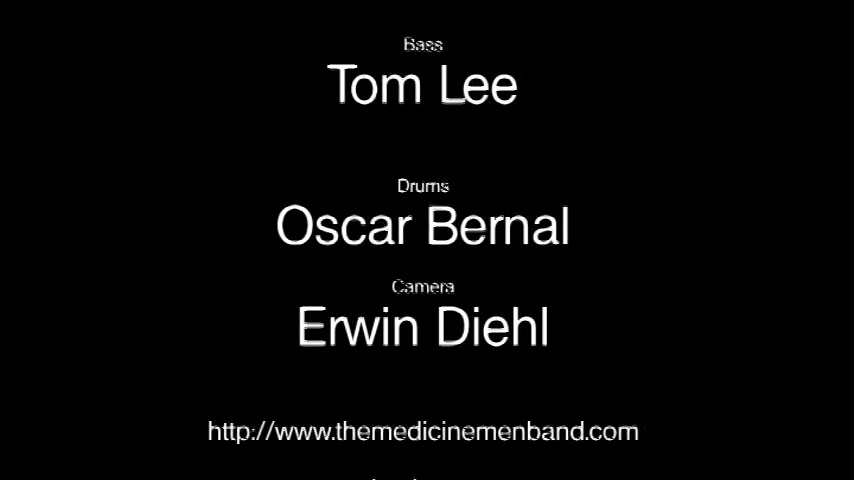 Bass
Tom Lee
Drums
Oscar Bernal
Camera
Erwin Diehl
http://www.themedicinemenband.com